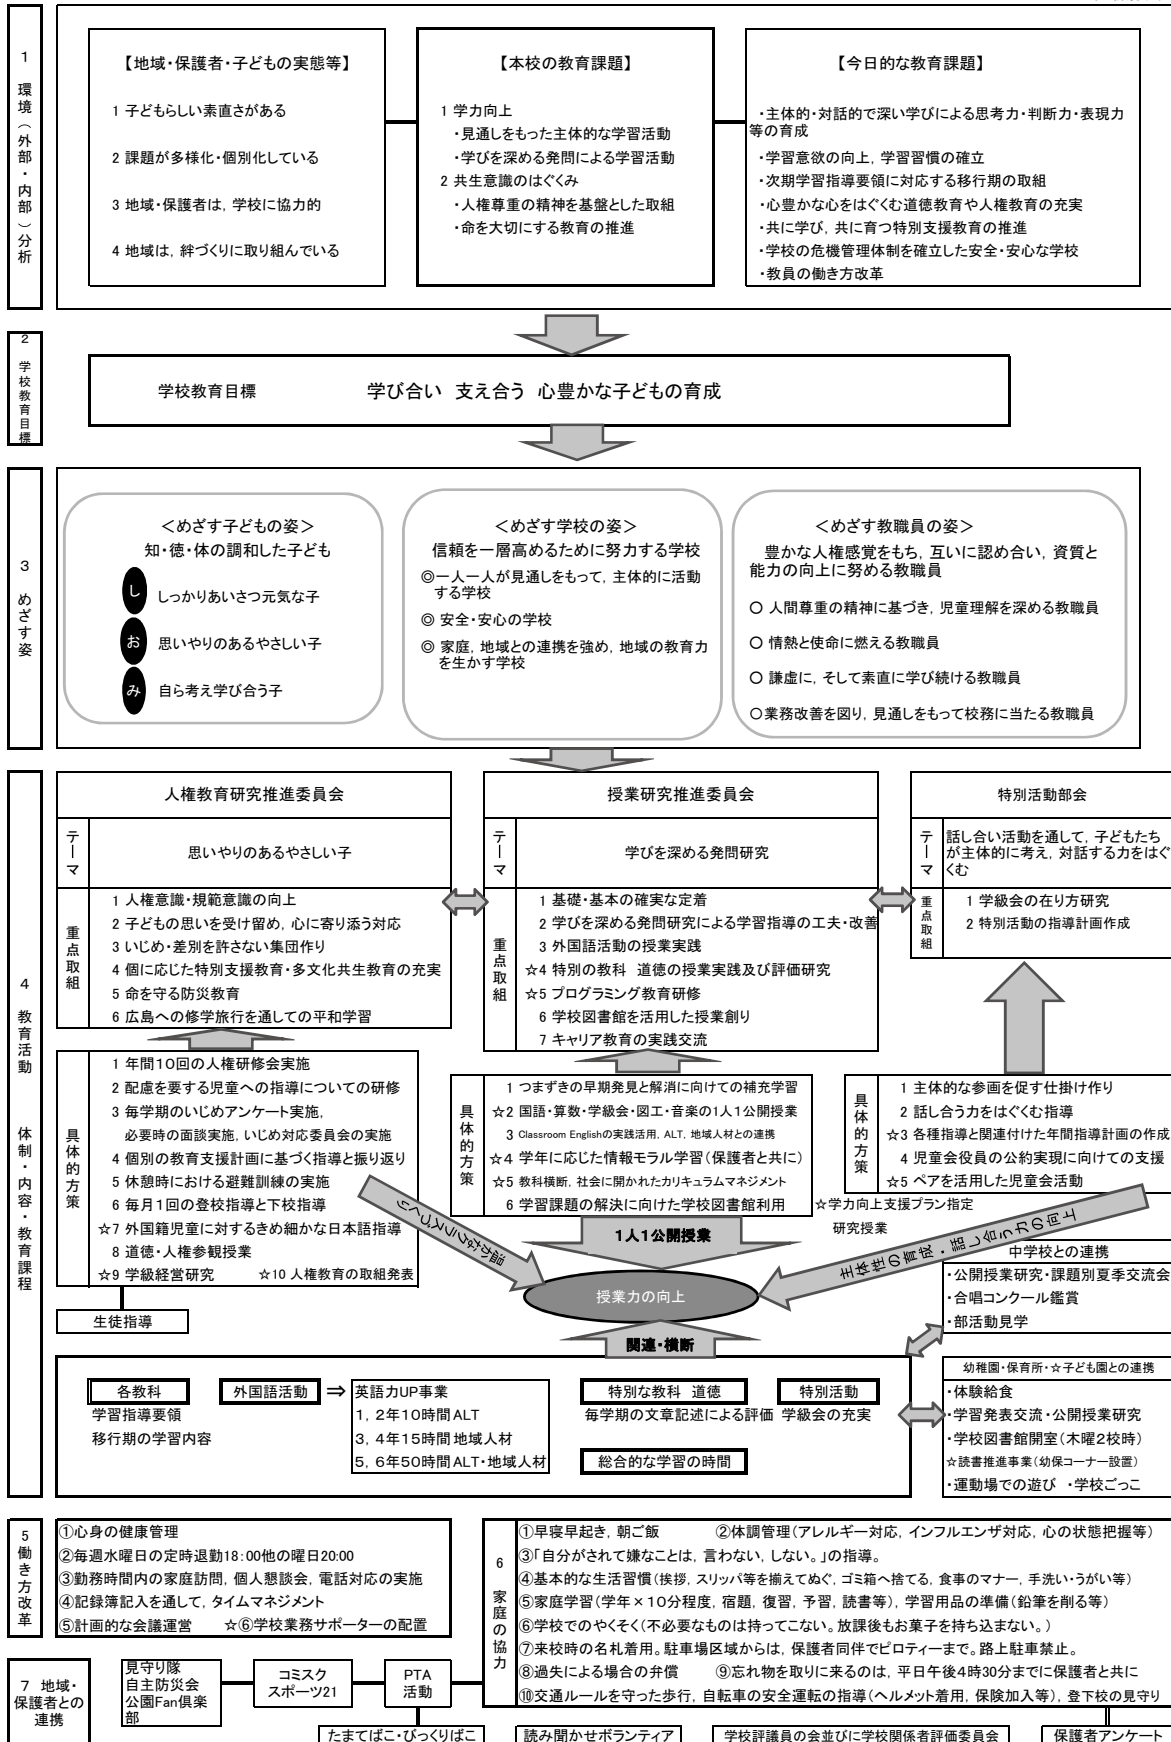 1 環境（外部・内部）分析
【地域・保護者・子どもの実態等】
1 子どもらしい素直さがある
2 課題が多様化・個別化している
3 地域・保護者は，学校に協力的
4 地域は，絆づくりに取り組んでいる
【本校の教育課題】
1 学力向上
・見通しをもった主体的な学習活動
・学びを深める発問による学習活動
2 共生意識のはぐくみ
・人権尊重の精神を基盤とした取組
・命を大切にする教育の推進
【今日的な教育課題】
・主体的・対話的で深い学びによる思考力・判断力・表現力
等の育成
・学習意欲の向上，学習習慣の確立
・次期学習指導要領に対応する移行期の取組
・心豊かな心をはぐくむ道徳教育や人権教育の充実
・共に学び，共に育つ特別支援教育の推進
・学校の危機管理体制を確立した安全・安心な学校
・教員の働き方改革
2 学校教育目標
学校教育目標 学び合い 支え合う 心豊かな子どもの育成
3 めざす姿
＜めざす子どもの姿＞
知・徳・体の調和した子ども
し しっかりあいさつ元気な子
お 思いやりのあるやさしい子
み 自ら考え学び合う子
＜めざす学校の姿＞
信頼を一層高めるために努力する学校
◎一人一人が見通しをもって，主体的に活動
する学校
◎ 安全・安心の学校
◎ 家庭，地域との連携を強め，地域の教育力
を生かす学校
＜めざす教職員の姿＞
豊かな人権感覚をもち，互いに認め合い，資質と
能力の向上に努める教職員
○ 人間尊重の精神に基づき，児童理解を深める教職員
○ 情熱と使命に燃える教職員
○ 謙虚に，そして素直に学び続ける教職員
○業務改善を図り，見通しをもって校務に当たる教職員
4 教育活動 体制・内容・教育課程
人権教育研究推進委員会
テーマ
思いやりのあるやさしい子
重点取組
1 人権意識・規範意識の向上
2 子どもの思いを受け留め，心に寄り添う対応
3 いじめ・差別を許さない集団作り
4 個に応じた特別支援教育・多文化共生教育の充実
5 命を守る防災教育
6 広島への修学旅行を通しての平和学習
授業研究推進委員会
テーマ
学びを深める発問研究
重点取組
1 基礎・基本の確実な定着
2 学びを深める発問研究による学習指導の工夫・改善
3 外国語活動の授業実践
☆4 特別の教科 道徳の授業実践及び評価研究
☆5 プログラミング教育研修
6 学校図書館を活用した授業創り
7 キャリア教育の実践交流
特別活動部会
テーマ
話し合い活動を通して，子どもたち
が主体的に考え，対話する力をはぐ
くむ
重点取組
1 学級会の在り方研究
2 特別活動の指導計画作成
具体的方策
1 年間10回の人権研修会実施
2 配慮を要する児童への指導についての研修
3 毎学期のいじめアンケート実施，
必要時の面談実施，いじめ対応委員会の実施
4 個別の教育支援計画に基づく指導と振り返り
5 休憩時における避難訓練の実施
6 毎月1回の登校指導と下校指導
☆7 外国籍児童に対するきめ細かな日本語指導
8 道徳・人権参観授業
☆9 学級経営研究 ☆10 人権教育の取組発表
生徒指導
具体的方策
1 つまずきの早期発見と解消に向けての補充学習
☆2 国語・算数・学級会・図工・音楽の1人1公開授業
3 Classroom Englishの実践活用，ALT，地域人材との連携
☆4 学年に応じた情報モラル学習（保護者と共に）
☆5 教科横断，社会に開かれたカリキュラムマネジメント
6 学習課題の解決に向けた学校図書館利用
具体的方策
1 主体的な参画を促す仕掛け作り
2 話し合う力をはぐくむ指導
☆3 各種指導と関連付けた年間指導計画の作成
4 児童会役員の公約実現に向けての支援
☆5 ペアを活用した児童会活動
☆学力向上支援プラン指定
研究授業
温かなクラスづくり
1人1公開授業
主体性の育成・話し合う力の向上
授業力の向上
関連・横断
中学校との連携
・公開授業研究・課題別夏季交流会
・合唱コンクール鑑賞
・部活動見学
各教科
学習指導要領
移行期の学習内容
外国語活動 ⇒
英語力UP事業
1，2年10時間ALT
3，4年15時間地域人材
5，6年50時間ALT・地域人材
特別な教科 道徳
毎学期の文章記述による評価
総合的な学習の時間
特別活動
学級会の充実
幼稚園・保育所・☆子ども園との連携
・体験給食
・学習発表交流・公開授業研究
・学校図書館開室（木曜2校時）
☆読書推進事業（幼保コーナー設置）
・運動場での遊び ・学校ごっこ
5 働き方改革
①心身の健康管理
②毎週水曜日の定時退勤18：00他の曜日20:00
③勤務時間内の家庭訪問，個人懇談会，電話対応の実施
④記録簿記入を通して，タイムマネジメント
⑤計画的な会議運営 ☆⑥学校業務サポーターの配置
6 家庭の協力
①早寝早起き，朝ご飯 ②体調管理（アレルギー対応，インフルエンザ対応，心の状態把握等）
③「自分がされて嫌なことは，言わない，しない。」の指導。
④基本的な生活習慣（挨拶，スリッパ等を揃えてぬぐ，ゴミ箱へ捨てる，食事のマナー，手洗い・うがい等）
⑤家庭学習（学年×10分程度，宿題，復習，予習，読書等），学習用品の準備（鉛筆を削る等）
⑥学校でのやくそく（不必要なものは持ってこない。放課後もお菓子を持ち込まない。）
⑦来校時の名札着用。駐車場区域からは，保護者同伴でピロティーまで。路上駐車禁止。
⑧過失による場合の弁償 ⑨忘れ物を取りに来るのは，平日午後4時30分までに保護者と共に
⑩交通ルールを守った歩行，自転車の安全運転の指導（ヘルメット着用，保険加入等），登下校の見守り
7 地域・
保護者との
連携
見守り隊
自主防災会
公園Fan倶楽
部
コミスク
スポーツ21
PTA
活動
たまてばこ・びっくりばこ
読み聞かせボランティア
学校評議員の会並びに学校関係者評価委員会
保護者アンケート